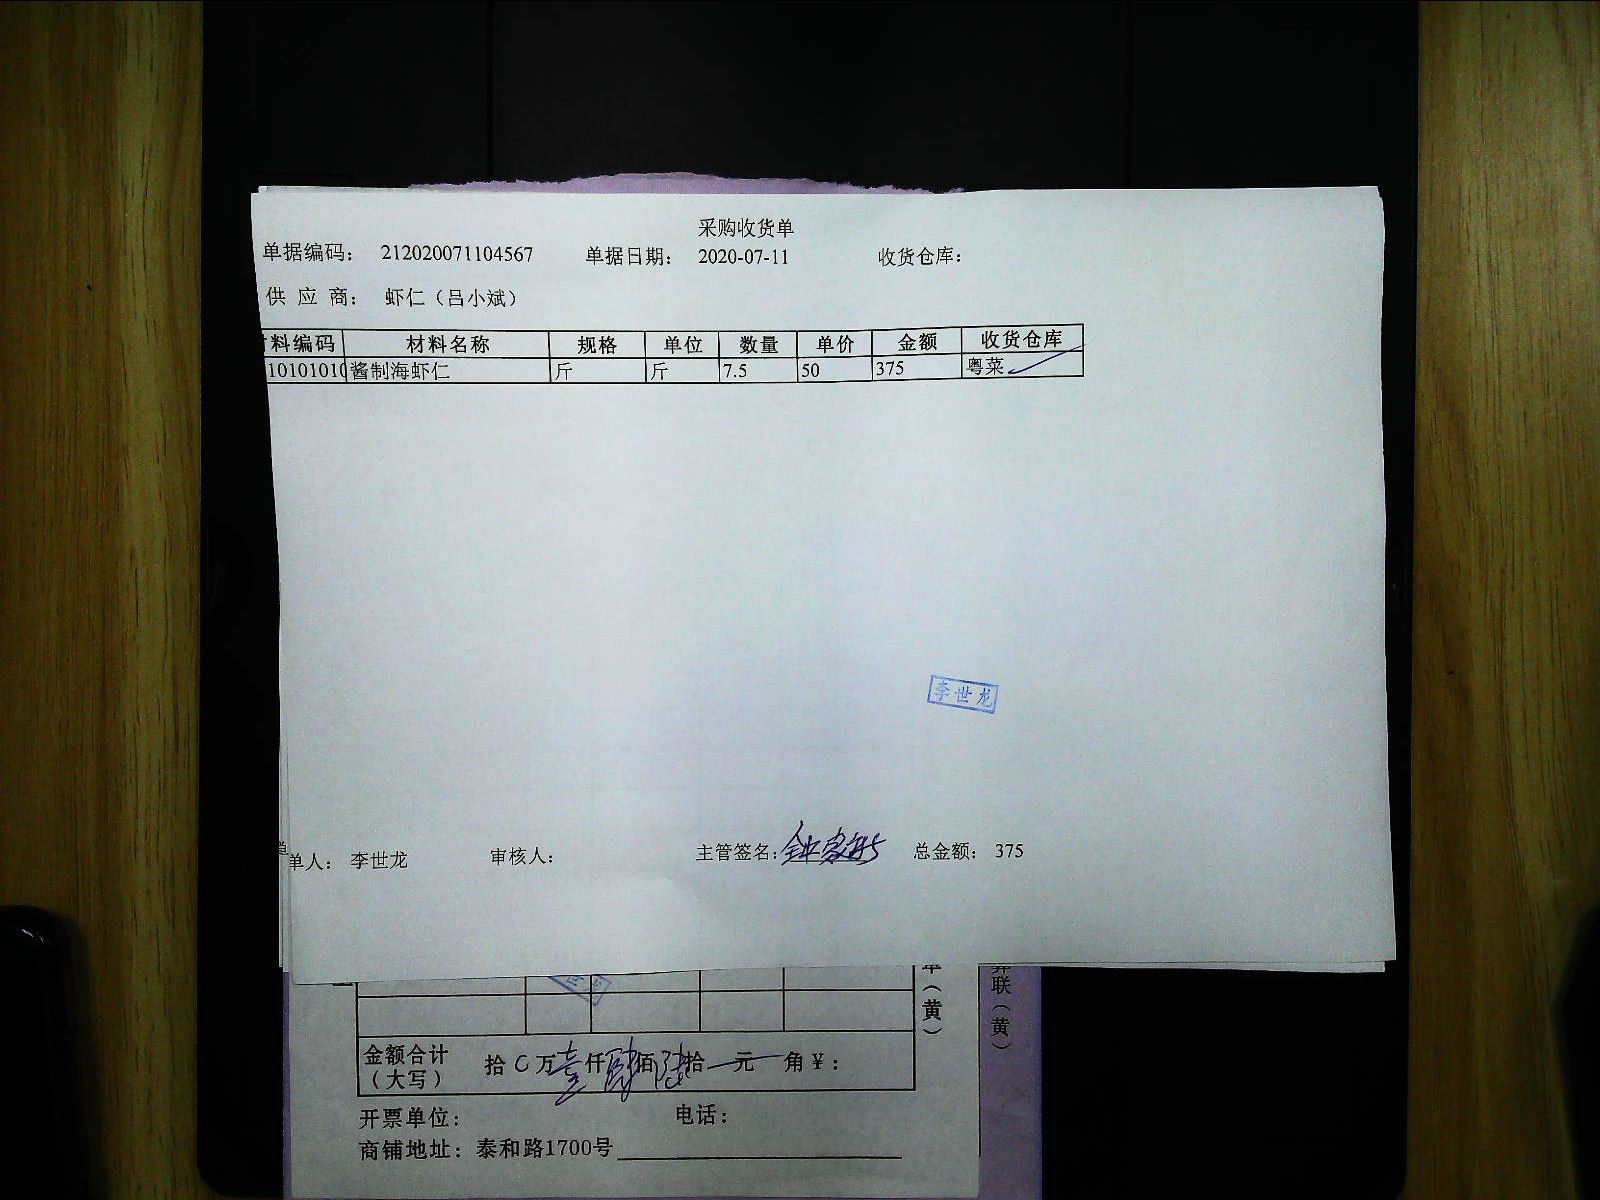 采购收货单
单据编码： 212020071104567 单据日期： 2020-07-11 收货仓库：
供 应 商： 虾仁（吕小斌）
料编码 材料名称 规格 单位 数量 单价 金额 收货仓库
10101010 酱制海虾仁 斤 斤 7.5 50 375 粤菜
李世龙
单人： 李世龙 审核人： 主管签名： 总金额： 375
（黄）
联（黄）
金额合计（大写） 拾 万壹仟 佰陆拾 元 角￥：
开票单位： 电话：
商铺地址： 泰和路1700号